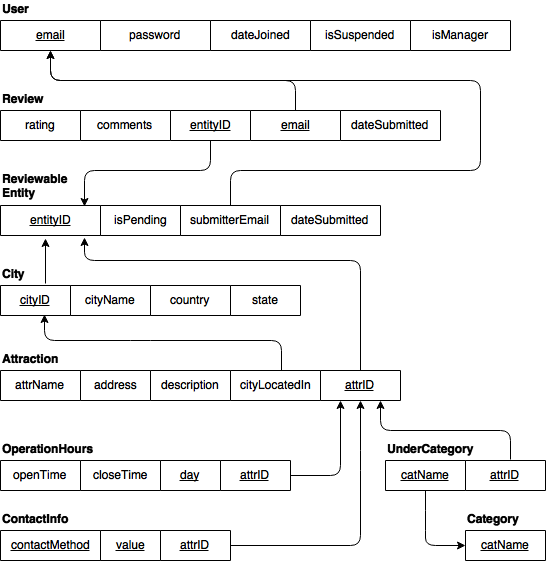 User
email password dateJoined isSuspended isManager
Review
rating comments entityID email dateSubmitted
Reviewable
Entity
entityID isPending submitterEmail dateSubmitted
City
cityID cityName country state
Attraction
attrName address description cityLocatedIn attrID
OperationHours
openTime closeTime day attrID
UnderCategory
catName attrID
ContactInfo
contactMethod value attrID
Category
catName